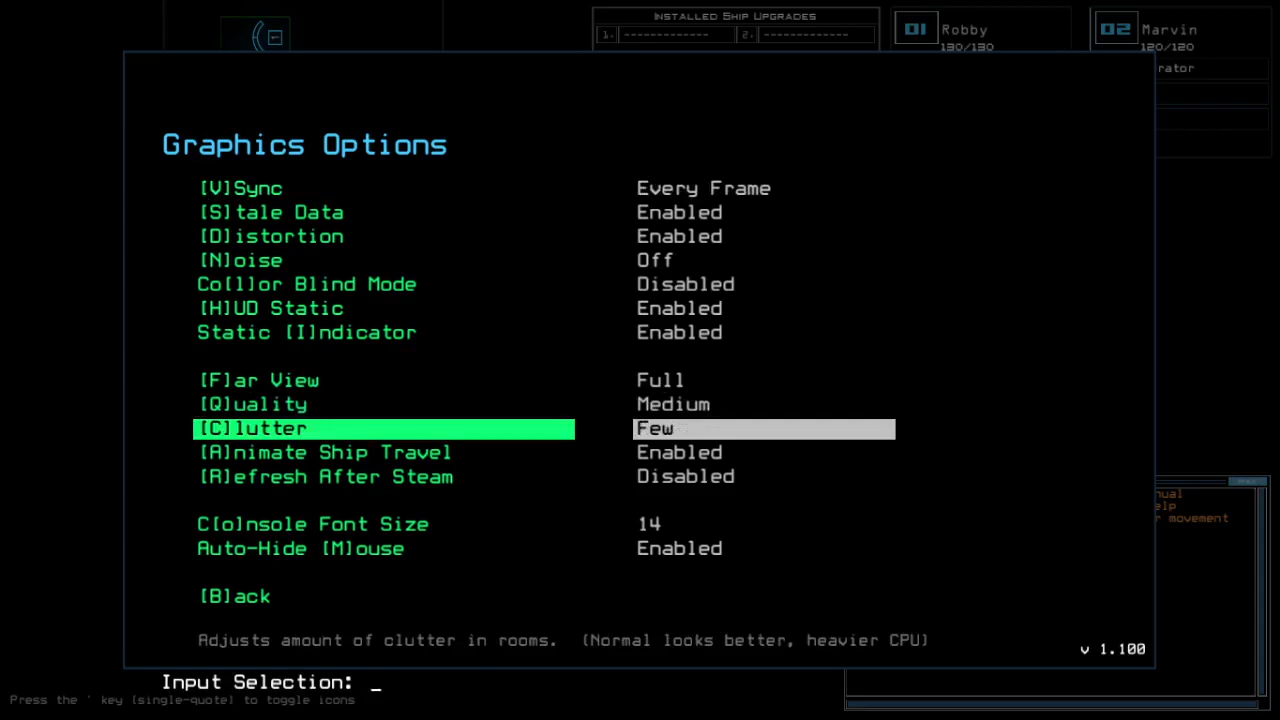 Installed Ship Upgrades
1. ------------- 2. -------------
01 Robby
130/130
02 Marvin
120/120
rator
Graphics Options
[V]Sync Every Frame
[S]tale Data Enabled
[D]istortion Enabled
[N]oise Off
Co[l]or Blind Mode Disabled
[H]UD Static Enabled
Static [I]ndicator Enabled
[F]ar View Full
[Q]uality Medium
[C]lutter Few
[A]nimate Ship Travel Enabled
[R]efresh After Steam Disabled
C[o]nsole Font Size 14
Auto-Hide [M]ouse Enabled
[B]ack
Adjusts amount of clutter in rooms. (Normal looks better, heavier CPU)
v 1.100
nual
elp
r movement
Input Selection: _
Press the ' key (single-quote) to toggle icons